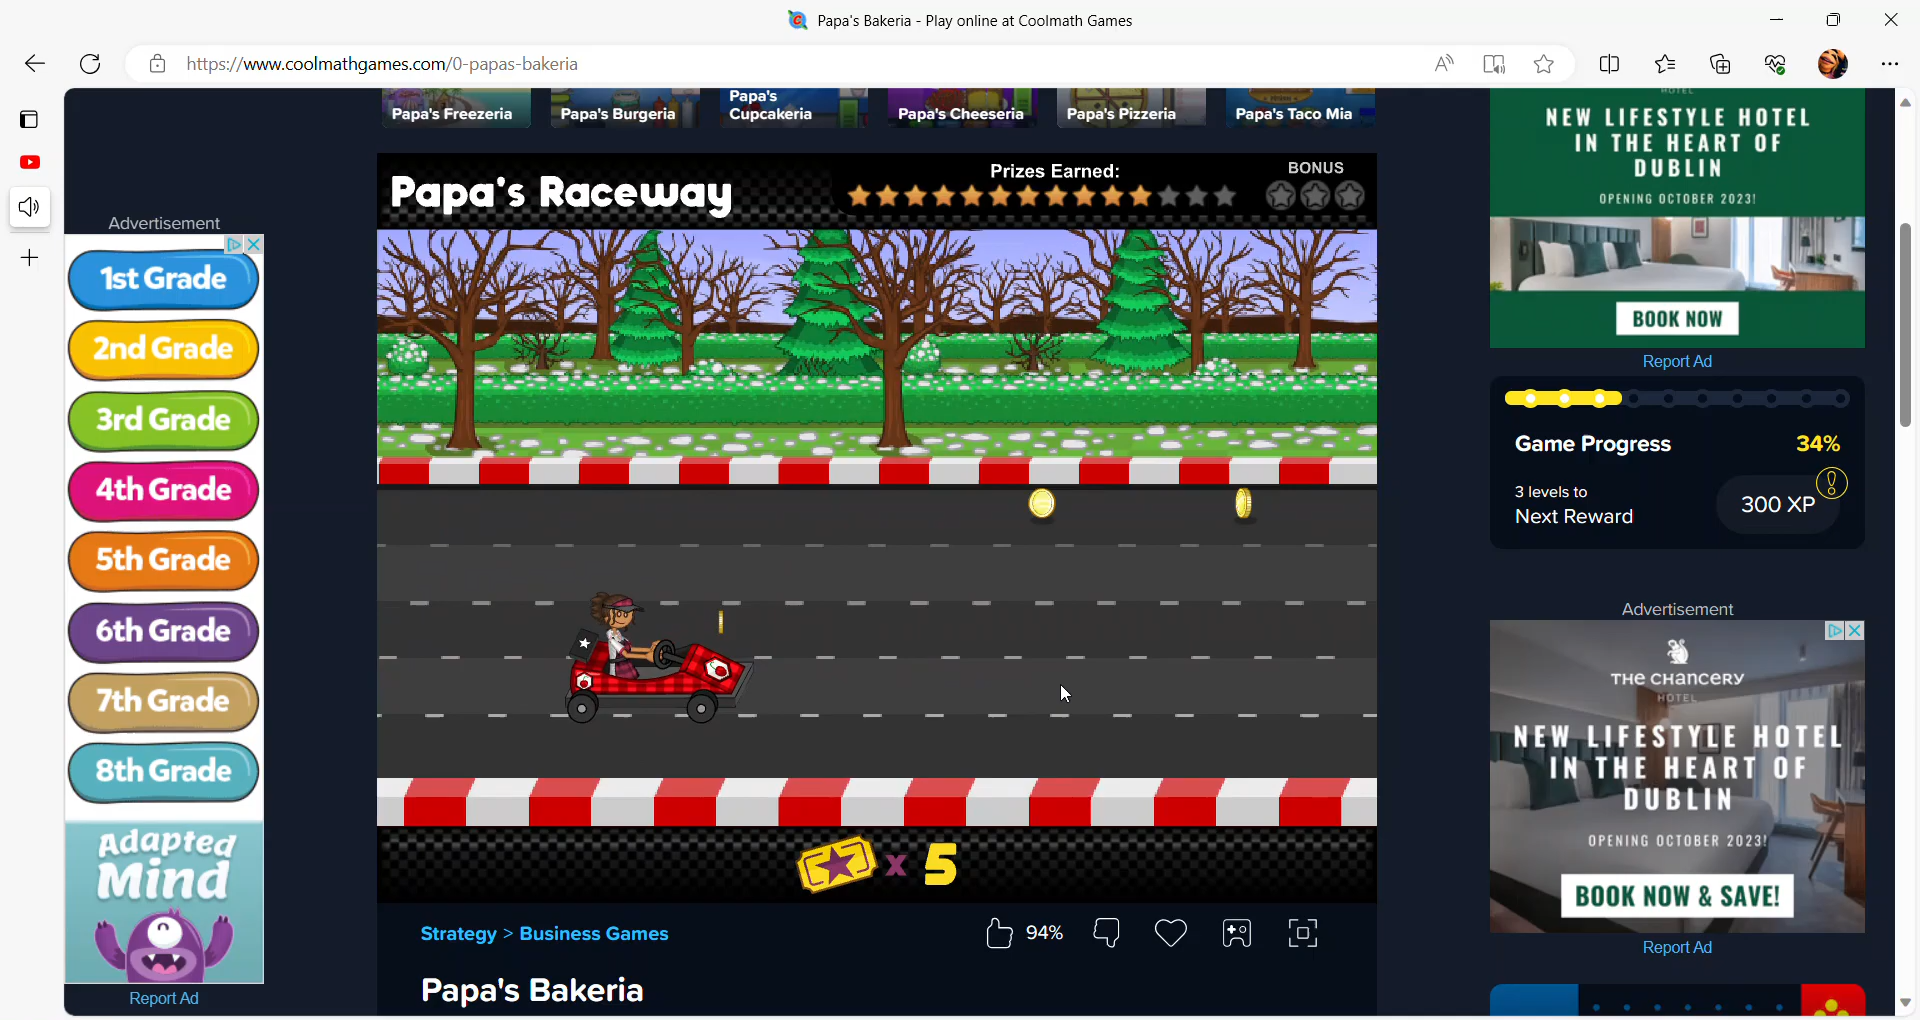 Papa's Bakeria - Play online at Coolmath Games
https://www.coolmathgames.com/0-papas-bakeria
Papa's Freezeria
Papa's Burgeria
Papa's
Cupcakeria
Papa's Cheeseria
Papa's Pizzeria
Papa's Taco Mia
Advertisement
1st Grade
2nd Grade
3rd Grade
4th Grade
5th Grade
6th Grade
7th Grade
8th Grade
Adapted
Mind
Report Ad
Papa's Raceway
Prizes Earned:
BONUS
x 5
Strategy > Business Games
94%
Papa's Bakeria
HOTEL
NEW LIFESTYLE HOTEL
IN THE HEART OF
DUBLIN
OPENING OCTOBER 2023!
BOOK NOW
Report Ad
Game Progress
34%
3 levels to
Next Reward
300 XP
Advertisement
THE CHANCERY
HOTEL
NEW LIFESTYLE HOTEL
IN THE HEART OF
DUBLIN
OPENING OCTOBER 2023!
BOOK NOW & SAVE!
Report Ad